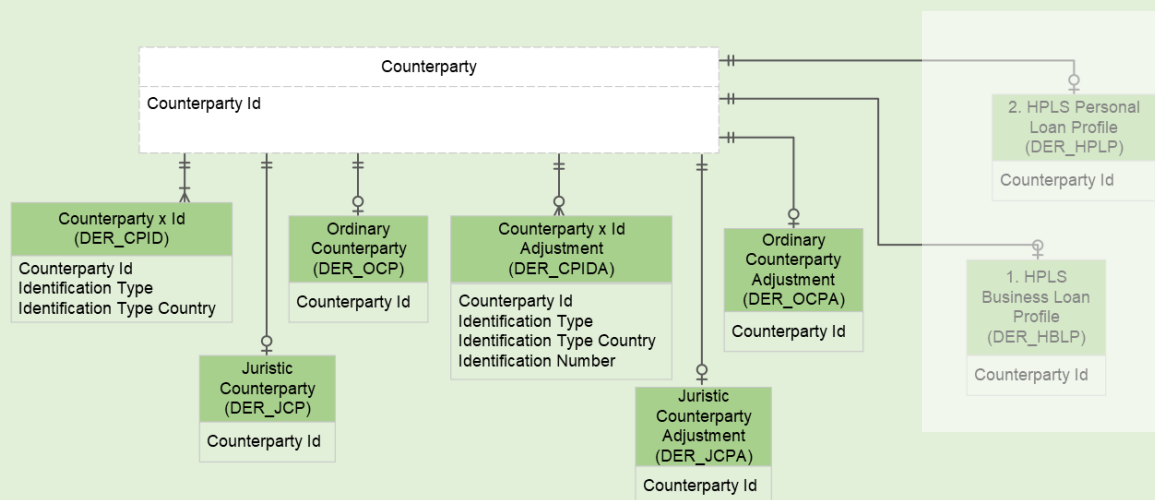 Counterparty
Counterparty Id
2. HPLS Personal
Loan Profile
(DER_HPLP)
Counterparty Id
Counterparty x Id
(DER_CPID)
Counterparty Id
Identification Type
Identification Type Country
Ordinary
Counterparty
(DER_OCP)
Counterparty Id
Counterparty x Id
Adjustment
(DER_CPIDA)
Counterparty Id
Identification Type
Identification Type Country
Identification Number
Ordinary
Counterparty
Adjustment
(DER_OCPA)
Counterparty Id
1. HPLS
Business Loan
Profile
(DER_HBLP)
Counterparty Id
Juristic
Counterparty
(DER_JCP)
Counterparty Id
Juristic
Counterparty
Adjustment
(DER_JCPA)
Counterparty Id